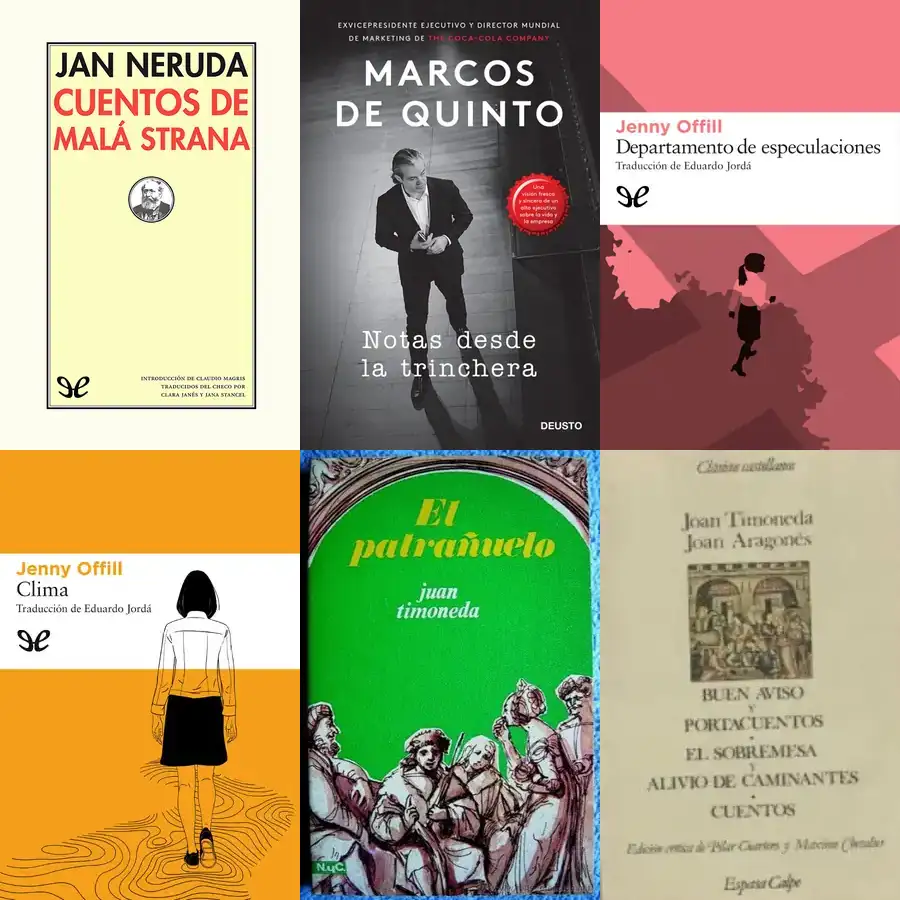 JAN NERUDA
CUENTOS DE
MALÁ STRANA
INTRODUCCIÓN DE CLAUDIO MAGRIS
TRADUCIDOS DEL CHECO POR
CLARA JANÉS Y JANA STANCEL
EXVICEPRESIDENTE EJECUTIVO Y DIRECTOR MUNDIAL
DE MARKETING DE THE COCA-COLA COMPANY
MARCOS
DE QUINTO
Una
visión fresca
y sincera de un
alto ejecutivo
sobre la vida y
la empresa
Notas desde
la trinchera
DEUSTO
Jenny Offill
Departamento de especulaciones
Traducción de Eduardo Jordá
Jenny Offill
Clima
Traducción de Eduardo Jordá
El
patrañuelo
juan
timoneda
N.y.C.
Clásicos castellanos
Joan Timoneda
Joan Aragonés
BUEN AVISO
Y
PORTACUENTOS
EL SOBREMESA
Y
ALIVIO DE CAMINANTES
CUENTOS
Edición crítica de Pilar Cuartero y Maxime Chevalier
Espasa Calpe